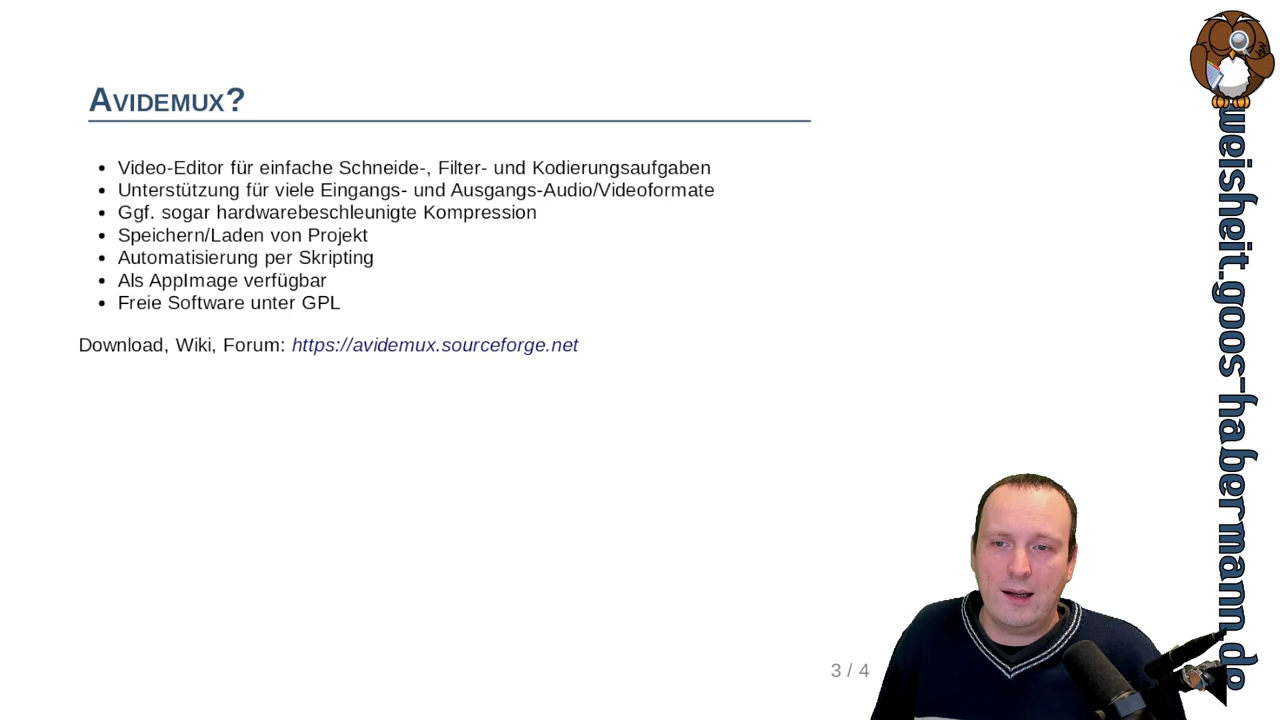 AVIDEMUX?
• Video-Editor für einfache Schneide-, Filter- und Kodierungsaufgaben
• Unterstützung für viele Eingangs- und Ausgangs-Audio/Videoformate
• Ggf. sogar hardwarebeschleunigte Kompression
• Speichern/Laden von Projekt
• Automatisierung per Skripting
• Als AppImage verfügbar
• Freie Software unter GPL
Download, Wiki, Forum: https://avidemux.sourceforge.net
3 / 4
weisheit.goos-habermann.de